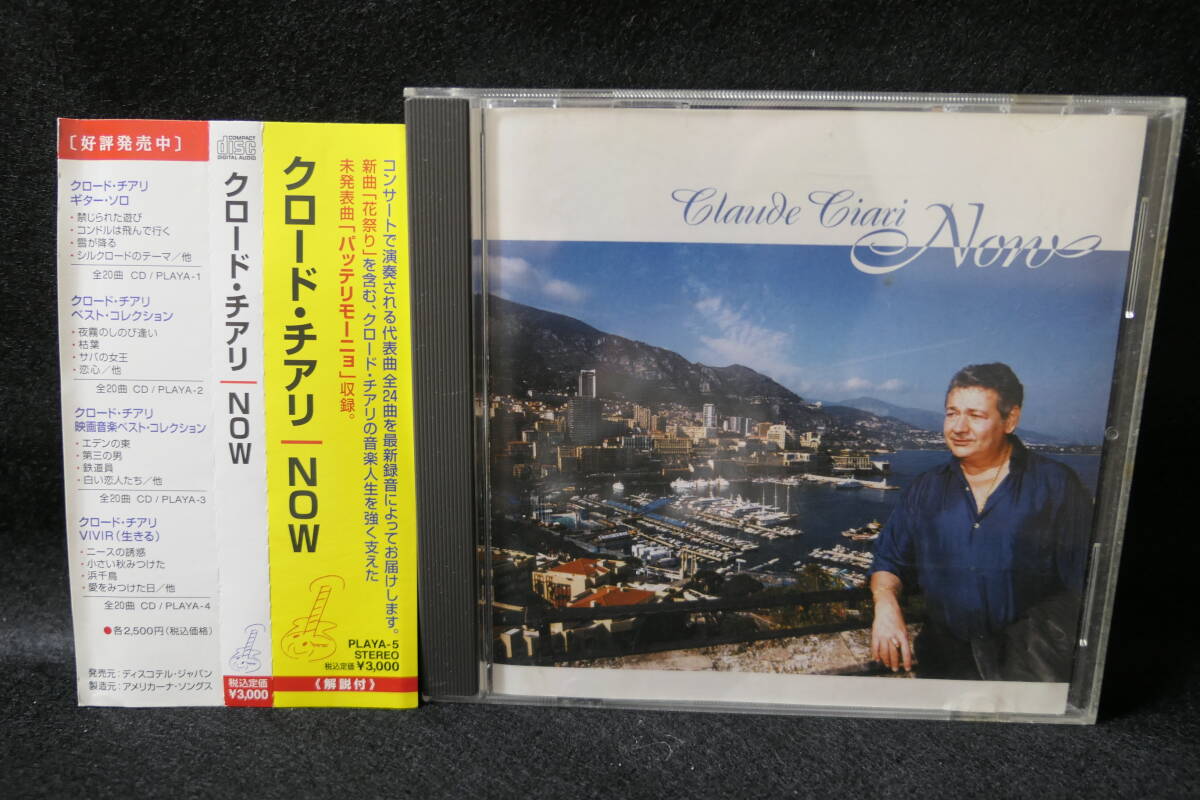 ［好評発売中］
クロード・チアリ
ギター・ソロ
・禁じられた遊び
・コンドルは飛んで行く
・雪が降る
・シルクロードのテーマ／他
全20曲 CD / PLAYA-1
クロード・チアリ
ベスト・コレクション
・夜霧のしのび逢い
・枯葉
・サバの女王
・恋心／他
全20曲 CD / PLAYA-2
クロード・チアリ
映画音楽ベスト・コレクション
・エデンの東
・第三の男
・鉄道員
・白い恋人たち／他
全20曲 CD / PLAYA-3
クロード・チアリ
VIVIR（生きる）
・ニースの誘惑
・小さい秋みつけた
・浜千鳥
・愛をみつけた日／他
全20曲 CD / PLAYA-4
●各2,500円（税込価格）
発売元：ディスコテル・ジャパン
製造元：アメリカーナ・ソングス
COMPACT
disc
DIGITAL AUDIO
クロード・チアリ｜NOW
税込定価
¥3,000
コンサートで演奏される代表曲 全24曲を最新録音によってお届けします。
新曲「花祭り」を含む、クロード・チアリの音楽人生を強く支えた
未発表曲「パッテリモーニョ」収録。
クロード・チアリ｜NOW
PLAYA-5
STEREO
税込定価¥3,000
《解説付》
Claude Ciari
Now